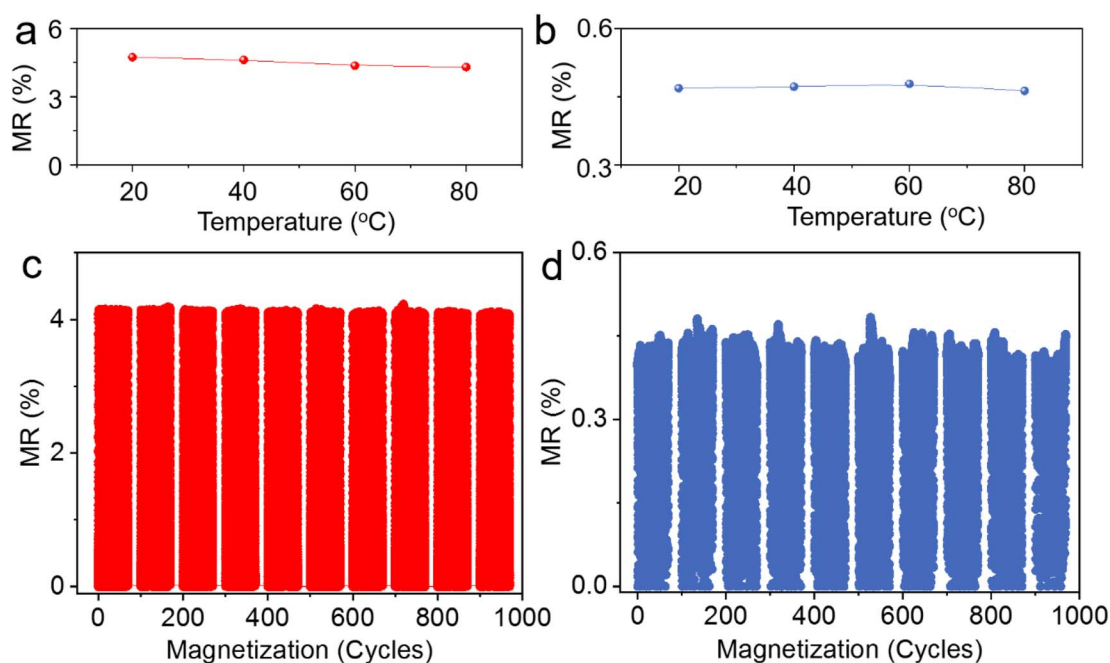 a
6
3
0
MR (%)
20 40 60 80
Temperature (°C)
b
0.6
0.3
MR (%)
20 40 60 80
Temperature (°C)
c
4
2
0
MR (%)
0 200 400 600 800 1000
Magnetization (Cycles)
d
0.6
0.3
0.0
MR (%)
0 200 400 600 800 1000
Magnetization (Cycles)